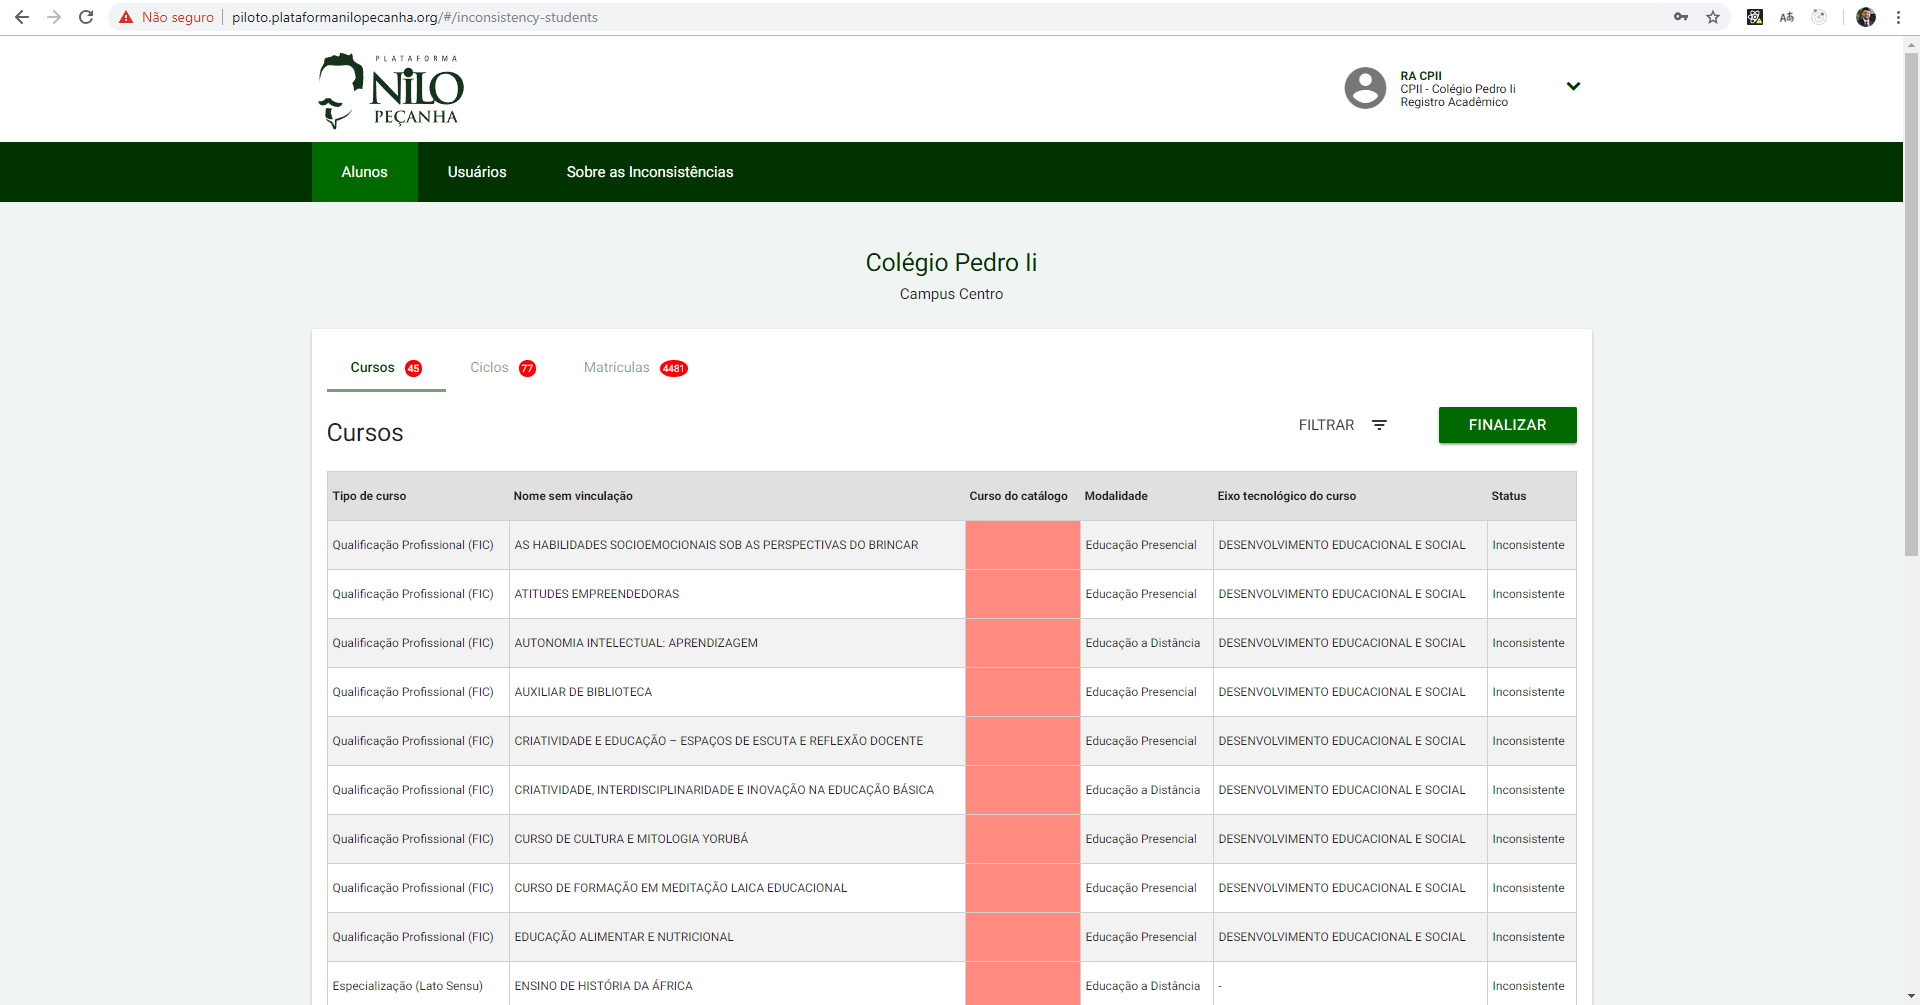 Não seguro
piloto.plataformanilopecanha.org/#/inconsistency-students
PLATAFORMA
NILO
PEÇANHA
RA CPII
CPII - Colégio Pedro Ii
Registro Acadêmico
Alunos Usuários Sobre as Inconsistências
Colégio Pedro Ii
Campus Centro
Cursos 45 Ciclos 77 Matrículas 4481
Cursos
FILTRAR FINALIZAR
Tipo de curso Nome sem vinculação Curso do catálogo Modalidade Eixo tecnológico do curso Status
Qualificação Profissional (FIC) AS HABILIDADES SOCIOEMOCIONAIS SOB AS PERSPECTIVAS DO BRINCAR Educação Presencial DESENVOLVIMENTO EDUCACIONAL E SOCIAL Inconsistente
Qualificação Profissional (FIC) ATITUDES EMPREENDEDORAS Educação Presencial DESENVOLVIMENTO EDUCACIONAL E SOCIAL Inconsistente
Qualificação Profissional (FIC) AUTONOMIA INTELECTUAL: APRENDIZAGEM Educação a Distância DESENVOLVIMENTO EDUCACIONAL E SOCIAL Inconsistente
Qualificação Profissional (FIC) AUXILIAR DE BIBLIOTECA Educação Presencial DESENVOLVIMENTO EDUCACIONAL E SOCIAL Inconsistente
Qualificação Profissional (FIC) CRIATIVIDADE E EDUCAÇÃO – ESPAÇOS DE ESCUTA E REFLEXÃO DOCENTE Educação Presencial DESENVOLVIMENTO EDUCACIONAL E SOCIAL Inconsistente
Qualificação Profissional (FIC) CRIATIVIDADE, INTERDISCIPLINARIDADE E INOVAÇÃO NA EDUCAÇÃO BÁSICA Educação a Distância DESENVOLVIMENTO EDUCACIONAL E SOCIAL Inconsistente
Qualificação Profissional (FIC) CURSO DE CULTURA E MITOLOGIA YORUBÁ Educação Presencial DESENVOLVIMENTO EDUCACIONAL E SOCIAL Inconsistente
Qualificação Profissional (FIC) CURSO DE FORMAÇÃO EM MEDITAÇÃO LAICA EDUCACIONAL Educação Presencial DESENVOLVIMENTO EDUCACIONAL E SOCIAL Inconsistente
Qualificação Profissional (FIC) EDUCAÇÃO ALIMENTAR E NUTRICIONAL Educação Presencial DESENVOLVIMENTO EDUCACIONAL E SOCIAL Inconsistente
Especialização (Lato Sensu) ENSINO DE HISTÓRIA DA ÁFRICA Educação a Distância - Inconsistente